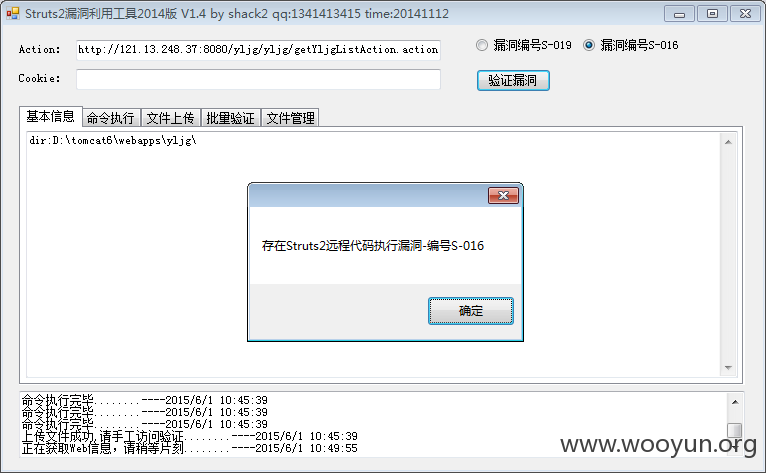 Struts2漏洞利用工具2014版 V1.4 by shack2 qq:1341413415 time:20141112
Action: http://121.13.248.37:8080/yljg/yljg/getYljgListAction.action 漏洞编号S-019 漏洞编号S-016
Cookie: 验证漏洞
基本信息 命令执行 文件上传 批量验证 文件管理
dir:D:\tomcat6\webapps\yljg\
存在Struts2远程代码执行漏洞-编号S-016
确定
命令执行完毕........----2015/6/1 10:45:39
命令执行完毕........----2015/6/1 10:45:39
命令执行完毕........----2015/6/1 10:45:39
上传文件成功,请手工访问验证........----2015/6/1 10:45:39
正在获取Web信息，请稍等片刻........----2015/6/1 10:49:55
www.wooyun.org